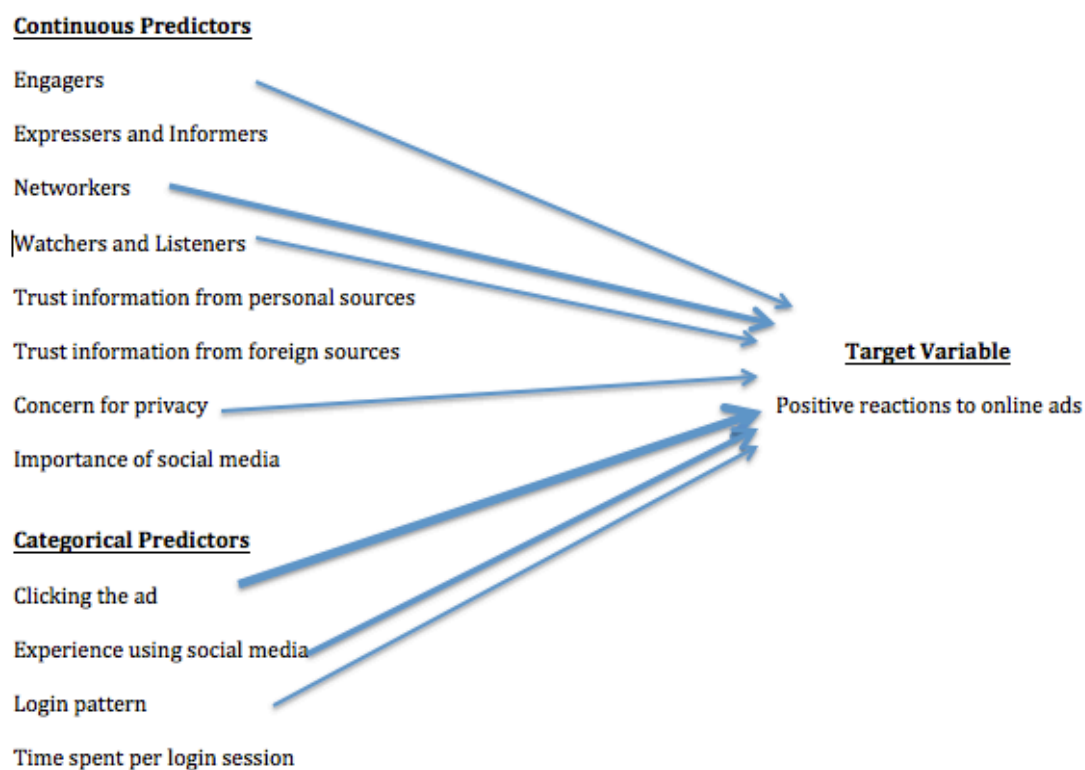 Continuous Predictors
Engagers
Expressers and Informers
Networkers
Watchers and Listeners
Trust information from personal sources
Trust information from foreign sources
Target Variable
Concern for privacy
Positive reactions to online ads
Importance of social media
Categorical Predictors
Clicking the ad
Experience using social media
Login pattern
Time spent per login session